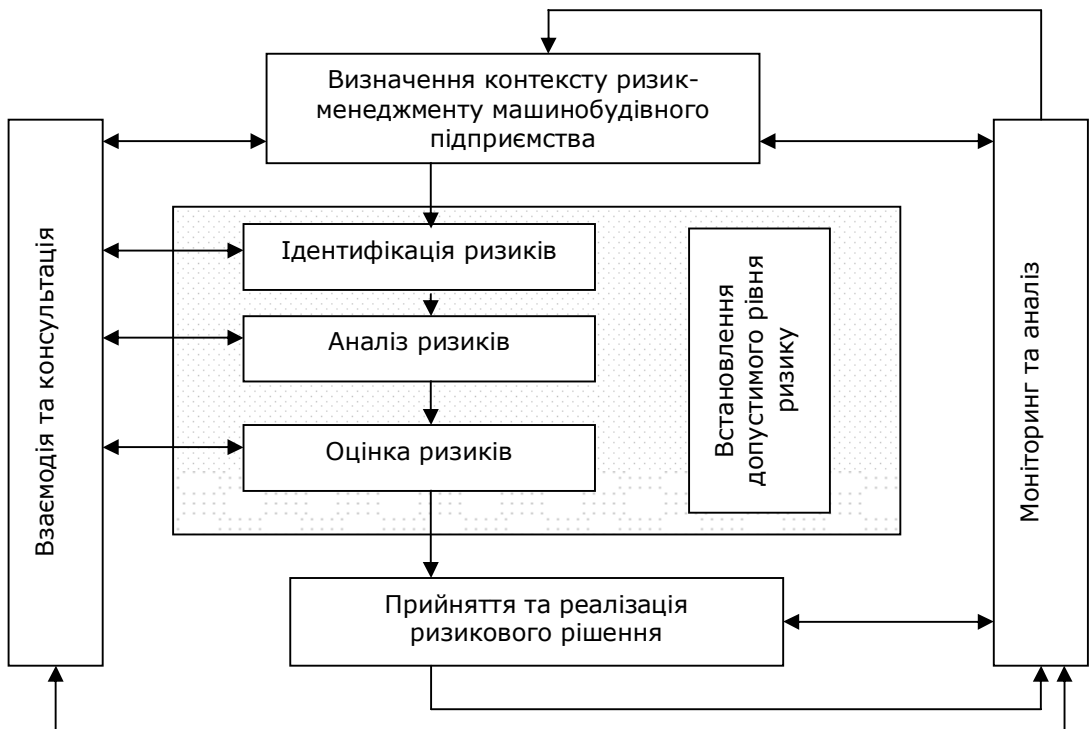 Визначення контексту ризик-
менеджменту машинобудівного
підприємства
Взаємодія та консультація
Ідентифікація ризиків
Аналіз ризиків
Оцінка ризиків
Встановлення
допустимого рівня
ризику
Моніторинг та аналіз
Прийняття та реалізація
ризикового рішення